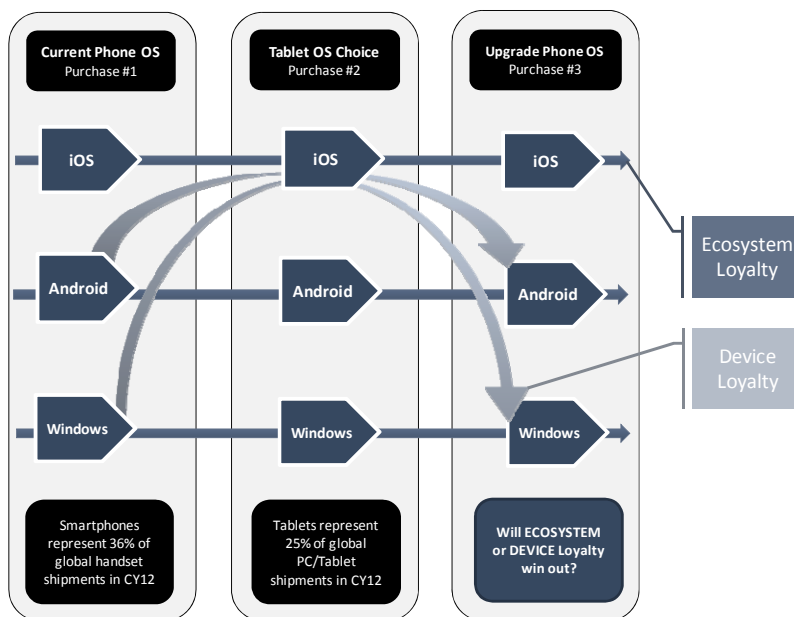 Current Phone OS
Purchase #1
Tablet OS Choice
Purchase #2
Upgrade Phone OS
Purchase #3
iOS
iOS
iOS
Ecosystem
Loyalty
Android
Android
Android
Device
Loyalty
Windows
Windows
Windows
Smartphones
represent 36% of
global handset
shipments in CY12
Tablets represent
25% of global
PC/Tablet
shipments in CY12
Will ECOSYSTEM
or DEVICE Loyalty
win out?